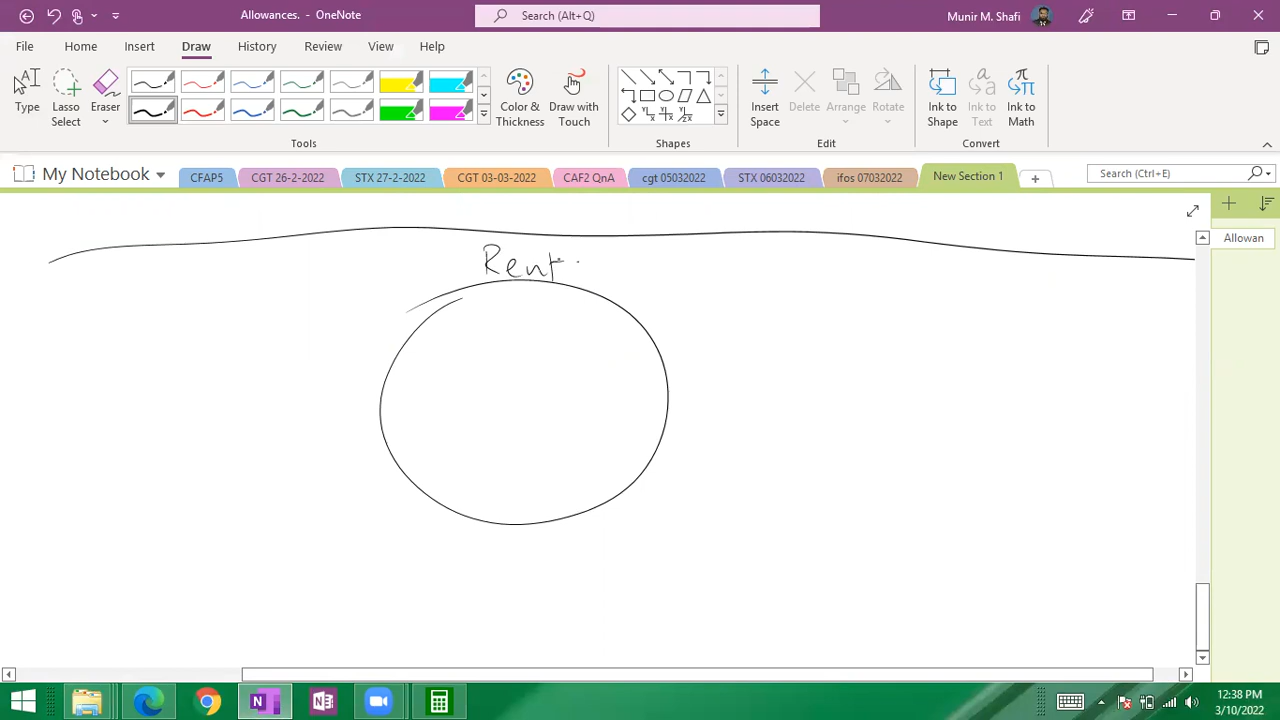 Allowances. - OneNote
Search (Alt+Q)
Munir M. Shafi
File Home Insert Draw History Review View Help
Type
Lasso Select
Eraser
Color & Thickness
Draw with Touch
Insert Space
Delete
Arrange
Rotate
Ink to Shape
Ink to Text
Ink to Math
Tools Shapes Edit Convert
My Notebook
CFAP5 CGT 26-2-2022 STX 27-2-2022 CGT 03-03-2022 CAF2 QnA cgt 05032022 STX 06032022 ifos 07032022 New Section 1
Search (Ctrl+E)
Allowan
Rent
12:38 PM
3/10/2022